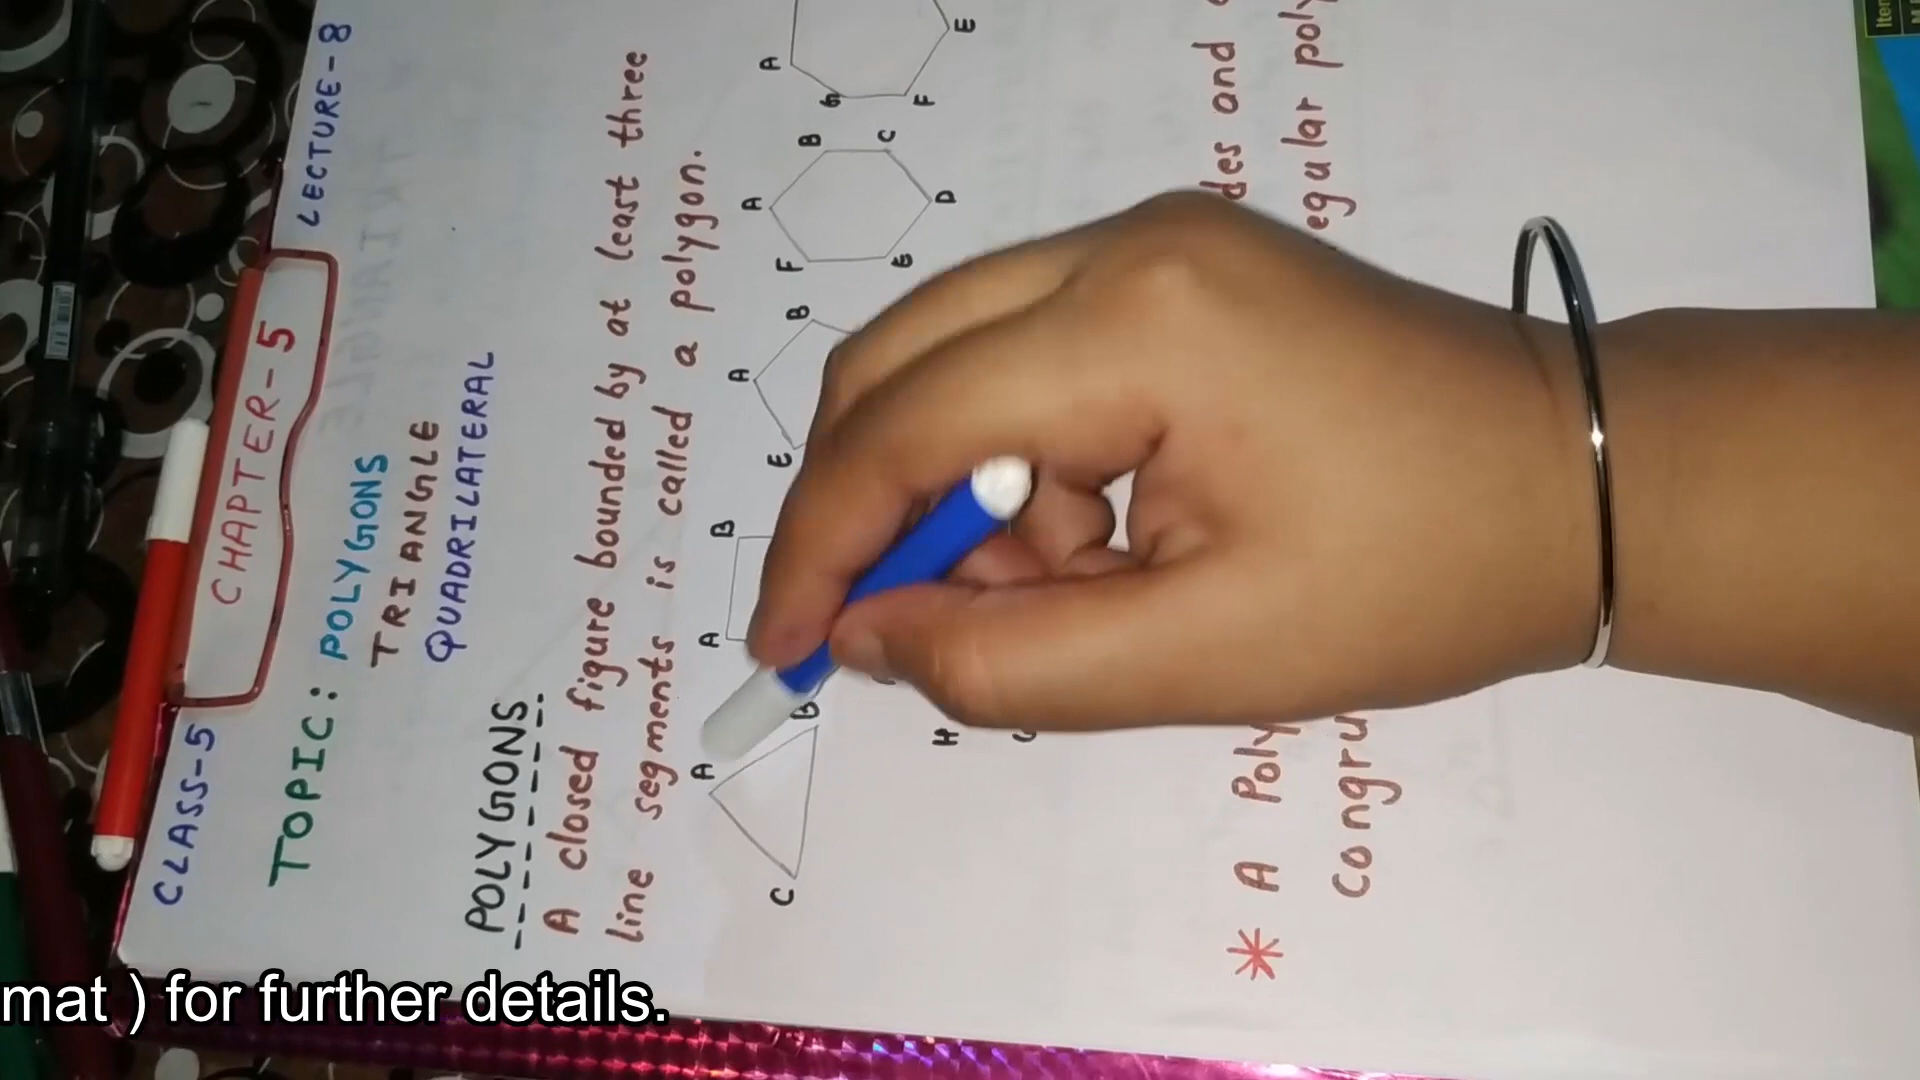 CLASS-5
CHAPTER-5
LECTURE-8
TOPIC: POLYGONS
TRIANGLE
QUADRILATERAL
POLYGONS
A closed figure bounded by at least three
line segments is called a polygon.
A B C
A B
A B E
A B C D E F
A G F E
H
* A Poly des and
Congru egular poly
Item
mat ) for further details.